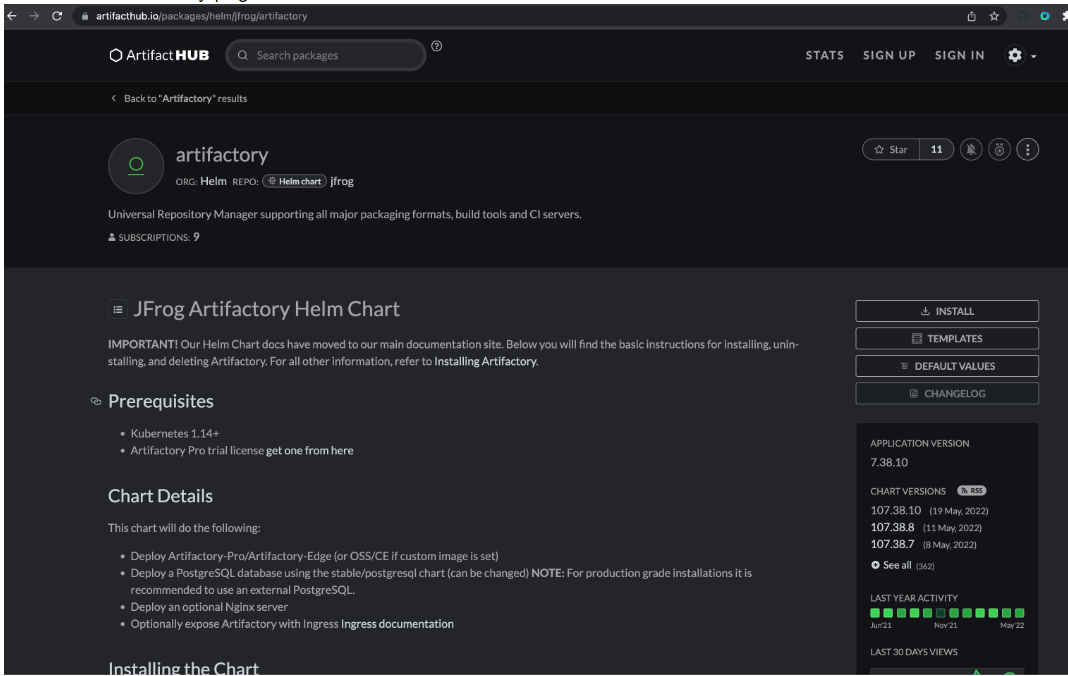 artifacthub.io/packages/helm/jfrog/artifactory
Artifact HUB
Search packages
?
STATS SIGN UP SIGN IN
Back to "Artifactory" results
artifactory
ORG: Helm REPO: Helm chart jfrog
Star 11
Universal Repository Manager supporting all major packaging formats, build tools and CI servers.
SUBSCRIPTIONS: 9
JFrog Artifactory Helm Chart
IMPORTANT! Our Helm Chart docs have moved to our main documentation site. Below you will find the basic instructions for installing, unin-
stalling, and deleting Artifactory. For all other information, refer to Installing Artifactory.
Prerequisites
• Kubernetes 1.14+
• Artifactory Pro trial license get one from here
Chart Details
This chart will do the following:
• Deploy Artifactory-Pro/Artifactory-Edge (or OSS/CE if custom image is set)
• Deploy a PostgreSQL database using the stable/postgresql chart (can be changed) NOTE: For production grade installations it is
recommended to use an external PostgreSQL.
• Deploy an optional Nginx server
• Optionally expose Artifactory with Ingress Ingress documentation
Installing the Chart
INSTALL
TEMPLATES
DEFAULT VALUES
CHANGELOG
APPLICATION VERSION
7.38.10
CHART VERSIONS RSS
107.38.10 (19 May, 2022)
107.38.8 (11 May, 2022)
107.38.7 (8 May, 2022)
See all (362)
LAST YEAR ACTIVITY
Jun'21 Nov'21 May'22
LAST 30 DAYS VIEWS